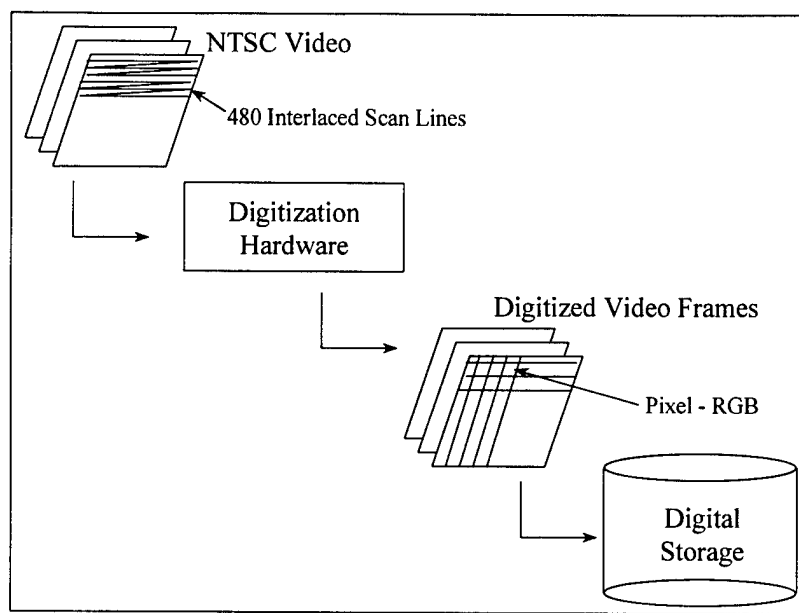 NTSC Video
480 Interlaced Scan Lines
Digitization
Hardware
Digitized Video Frames
Pixel - RGB
Digital
Storage